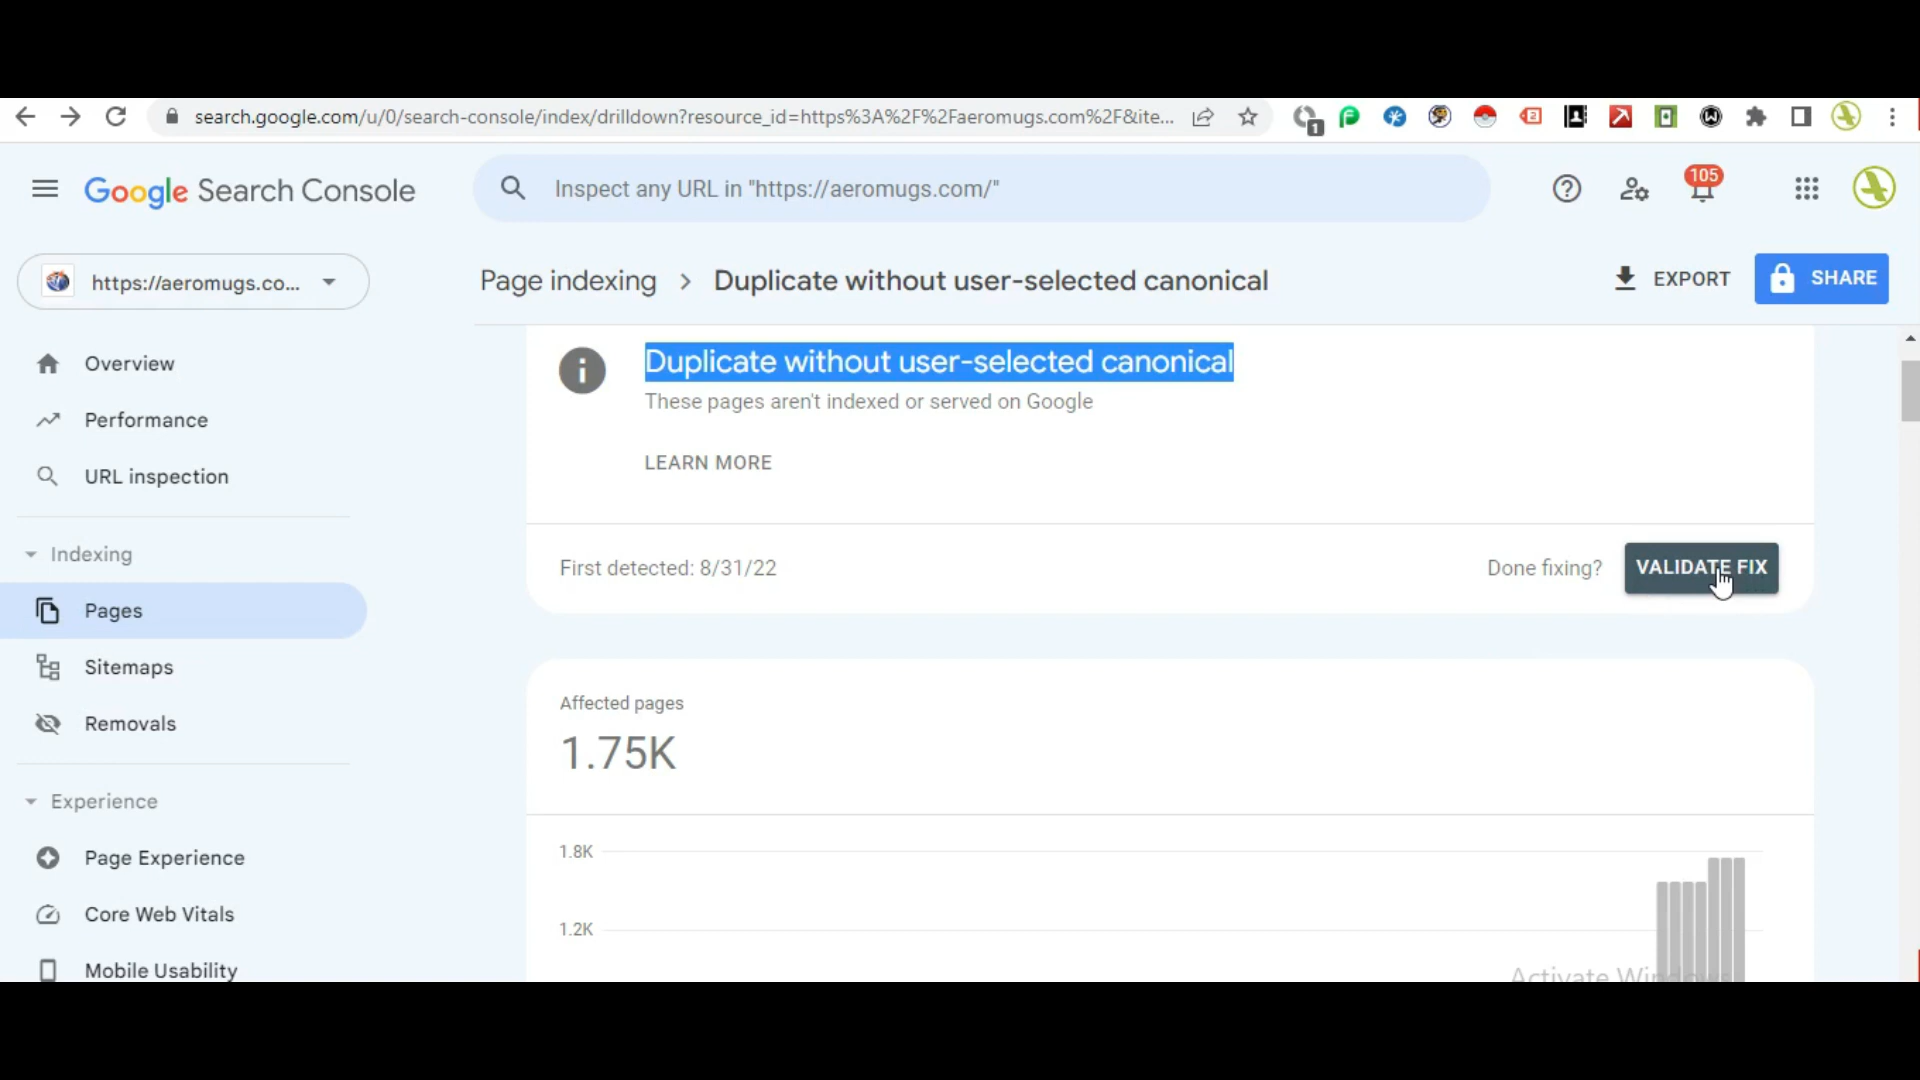 search.google.com/u/0/search-console/index/drilldown?resource_id=https%3A%2F%2Faeromugs.com%2F&ite...
1
2
Google Search Console
Inspect any URL in "https://aeromugs.com/"
105
https://aeromugs.co...
Page indexing > Duplicate without user-selected canonical
EXPORT
SHARE
Overview
Performance
URL inspection
Indexing
Pages
Sitemaps
Removals
Experience
Page Experience
Core Web Vitals
Mobile Usability
Duplicate without user-selected canonical
These pages aren't indexed or served on Google
LEARN MORE
First detected: 8/31/22
Done fixing?
VALIDATE FIX
Affected pages
1.75K
1.8K
1.2K
Activate Windows